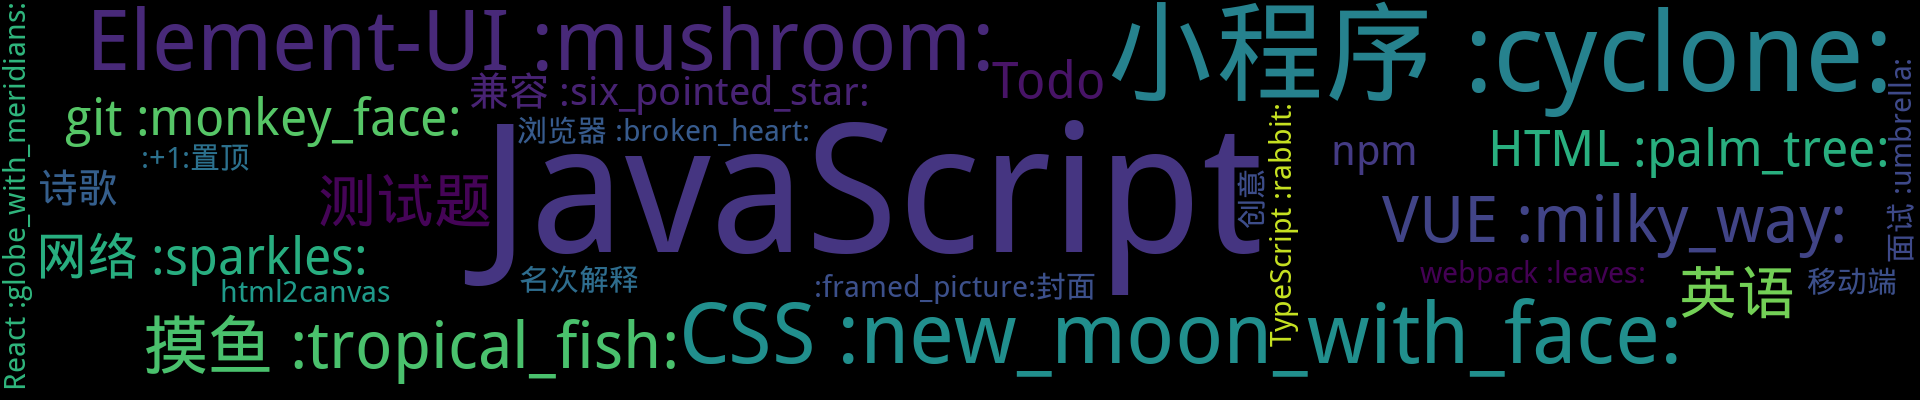 React :globe_with_meridians:
Element-UI :mushroom:
小程序 :cyclone:
兼容 :six_pointed_star:
Todo
面试 :umbrella:
git :monkey_face:
浏览器 :broken_heart:
JavaScript
TypeScript :rabbit:
npm
HTML :palm_tree:
:+1:置顶
诗歌
测试题
创意
VUE :milky_way:
网络 :sparkles:
html2canvas
名次解释
:framed_picture:封面
webpack :leaves:
英语
移动端
摸鱼 :tropical_fish:
CSS :new_moon_with_face: